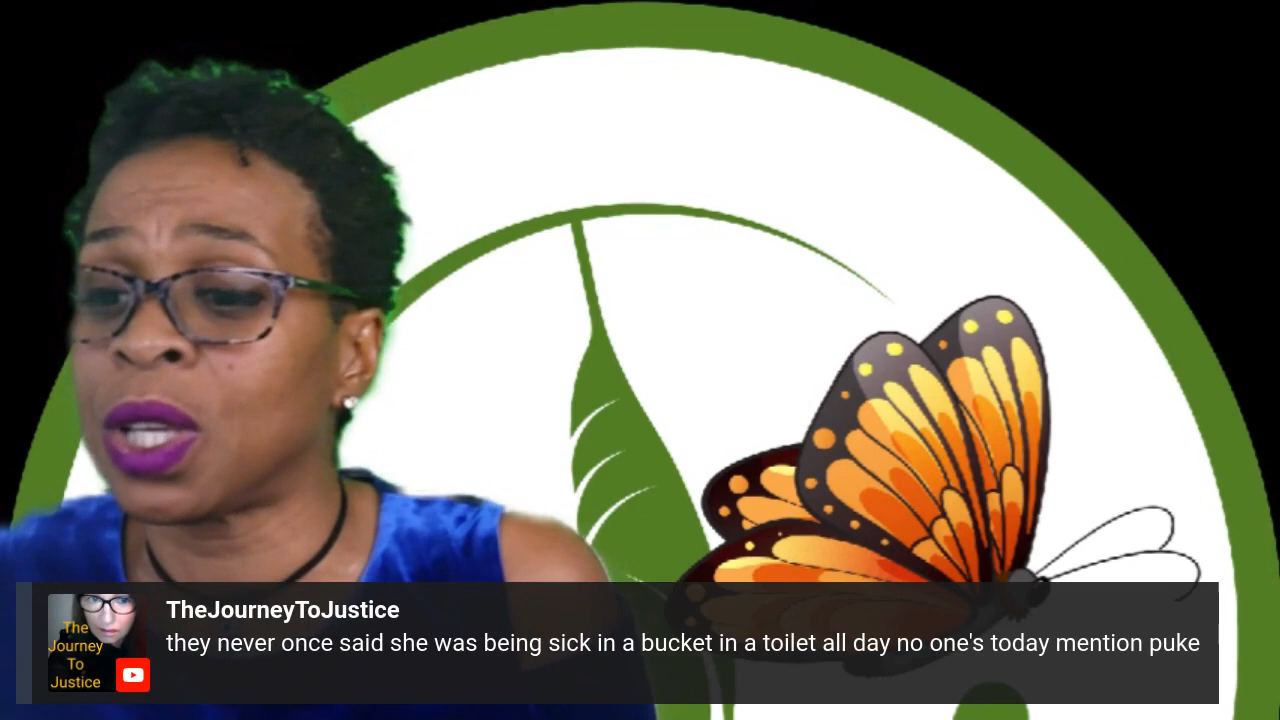 TheJourneyToJustice
they never once said she was being sick in a bucket in a toilet all day no one's today mention puke
The
Journey
To
Justice